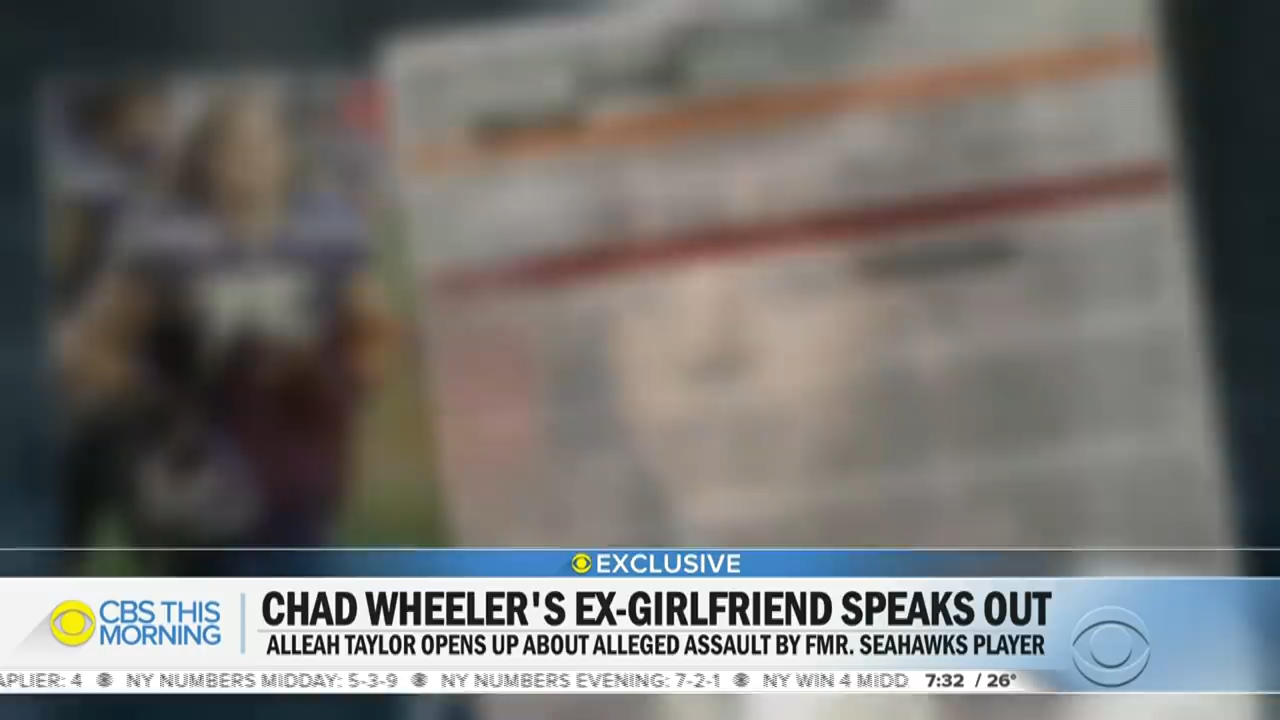 EXCLUSIVE
CBS THIS
MORNING
CHAD WHEELER'S EX-GIRLFRIEND SPEAKS OUT
ALLEAH TAYLOR OPENS UP ABOUT ALLEGED ASSAULT BY FMR. SEAHAWKS PLAYER
APLIER: 4 NY NUMBERS MIDDAY: 5-3-9 NY NUMBERS EVENING: 7-2-1 NY WIN 4 MIDD 7:32 / 26°